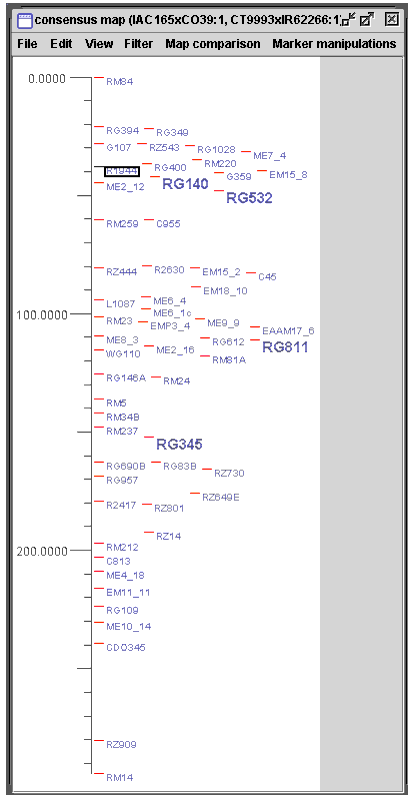 consensus map (IAC165xCO39:1, CT9993xIR62266:1)
File Edit View Filter Map comparison Marker manipulations
0.0000
RM84
RG394 RG349
G107 RZ543 RG1028 ME7_4
R1944 RG400 RM220 G359 EM15_8
ME2_12 RG140
RG532
RM259 C955
RZ444 R2630 EM15_2 C45
EM18_10
L1087 ME6_4
100.0000
RM23 ME6_1c
EMP3_4 ME9_9 EAAM17_6
ME8_3 RG612 RG811
WG110 ME2_16 RM81A
RG146A RM24
RM5
RM34B
RM237
RG345
RG690B RG83B RZ730
RG957
RZ649E
R2417 RZ801
RZ14
200.0000
RM212
C813
ME4_18
EM11_11
RG109
ME10_14
CDO345
RZ909
RM14